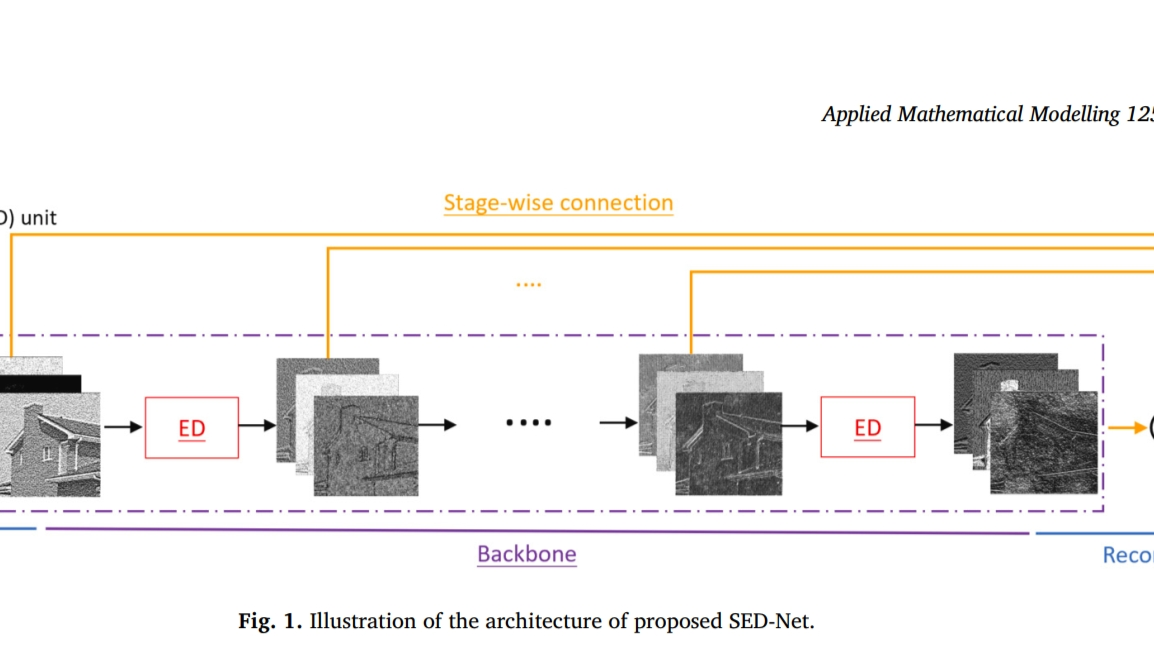 Applied Mathematical Modelling 125
Stage-wise connection
D) unit
....
ED
....
ED
Backbone
Fig. 1. Illustration of the architecture of proposed SED-Net.